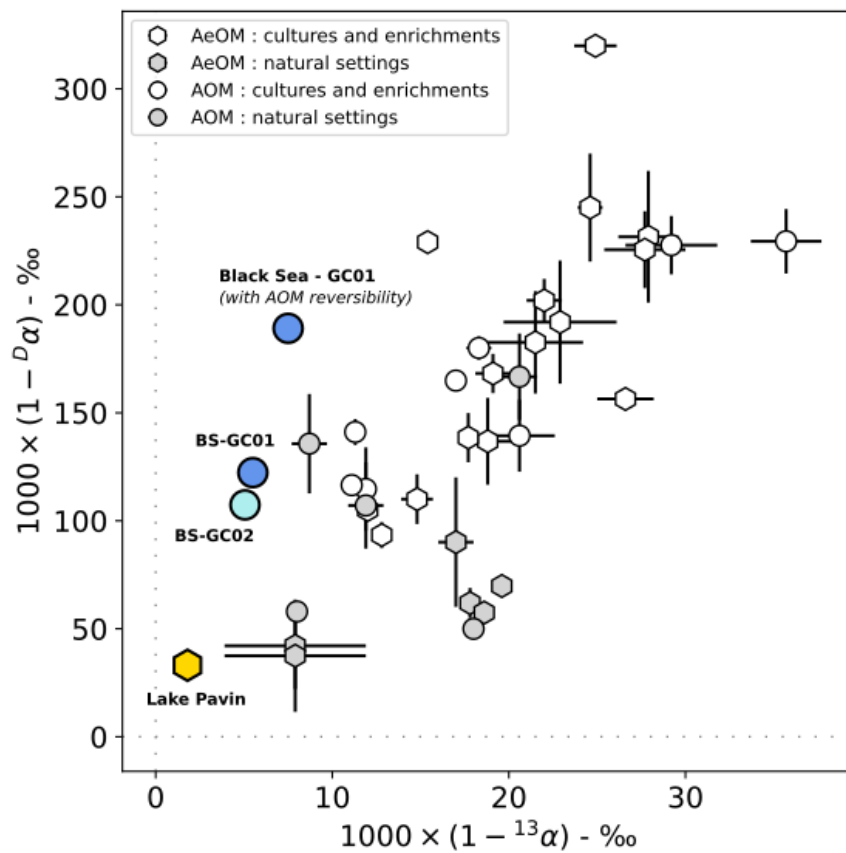 AeOM : cultures and enrichments
AeOM : natural settings
AOM : cultures and enrichments
AOM : natural settings
300
250
200
150
100
50
0
1000 × (1 − ᴰα) - ‰
Black Sea - GC01
(with AOM reversibility)
BS-GC01
BS-GC02
Lake Pavin
0 10 20 30
1000 × (1 − ¹³α) - ‰